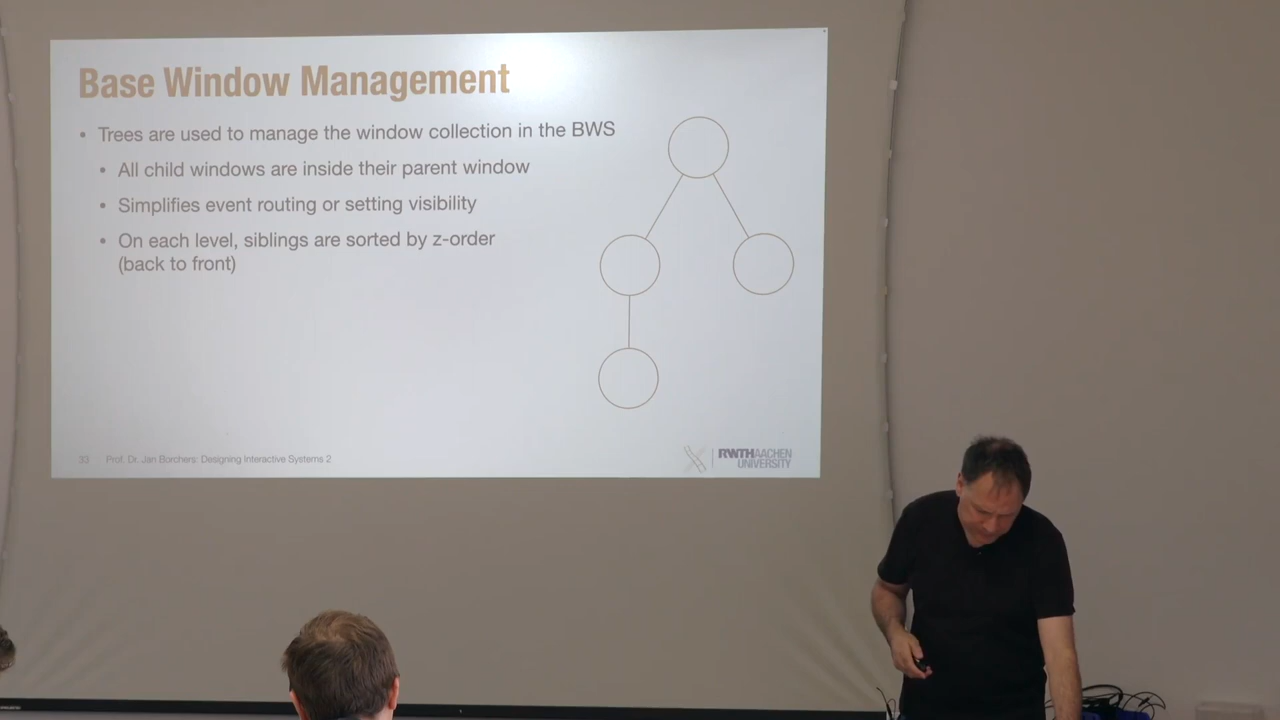 Base Window Management
• Trees are used to manage the window collection in the BWS
• All child windows are inside their parent window
• Simplifies event routing or setting visibility
• On each level, siblings are sorted by z-order
(back to front)
33 Prof. Dr. Jan Borchers: Designing Interactive Systems 2
RWTHAACHEN
UNIVERSITY